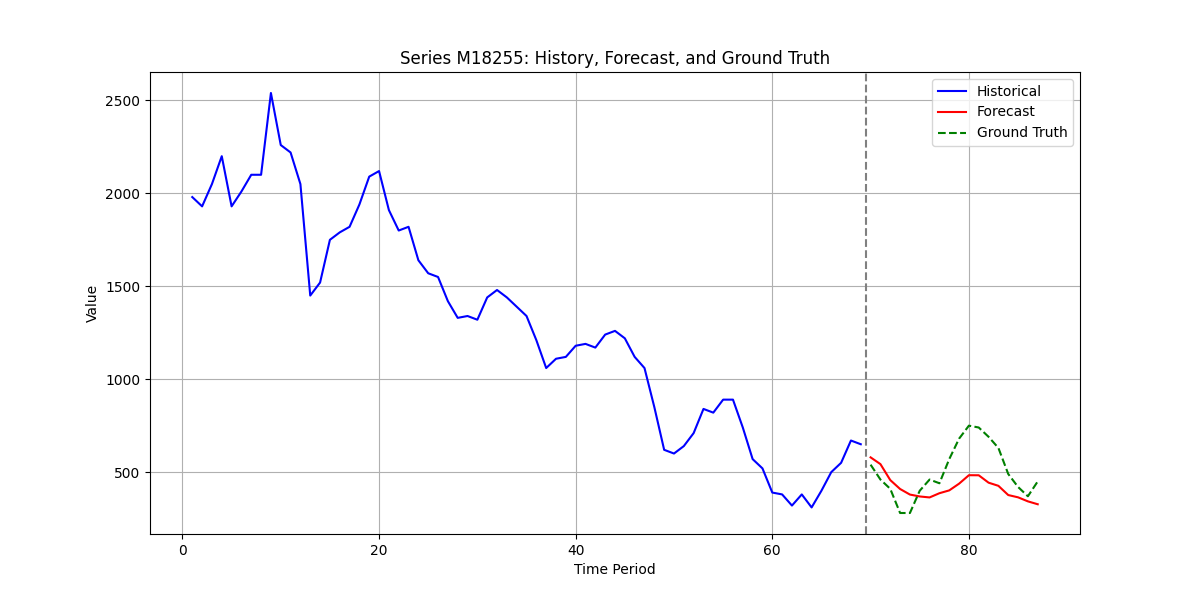 Series M18255: History, Forecast, and Ground Truth
Historical
Forecast
Ground Truth
2500
2000
1500
1000
500
Value
0 20 40 60 80
Time Period